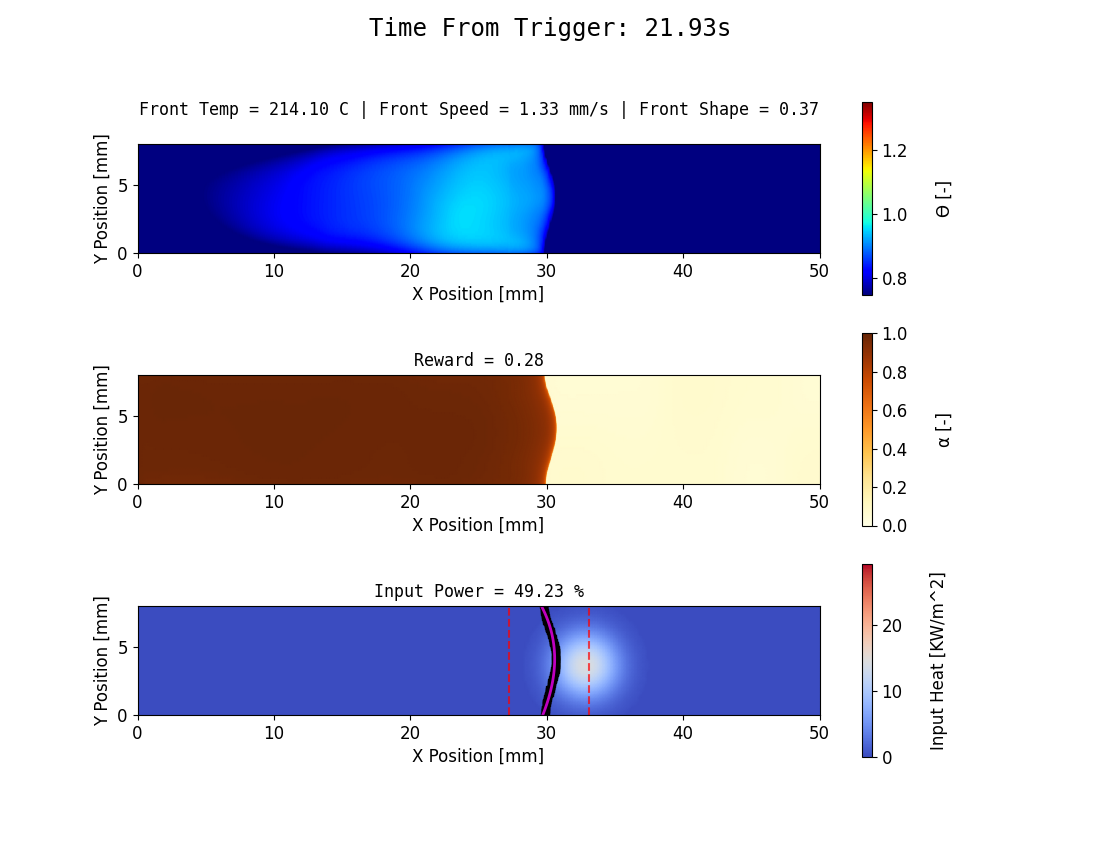 Time From Trigger: 21.93s
Front Temp = 214.10 C | Front Speed = 1.33 mm/s | Front Shape = 0.37
Y Position [mm]
5
0
0 10 20 30 40 50
X Position [mm]
1.2
1.0
0.8
Θ [-]
Reward = 0.28
Y Position [mm]
5
0
0 10 20 30 40 50
X Position [mm]
1.0
0.8
0.6
0.4
0.2
0.0
α [-]
Input Power = 49.23 %
Y Position [mm]
5
0
0 10 20 30 40 50
X Position [mm]
20
10
0
Input Heat [KW/m^2]